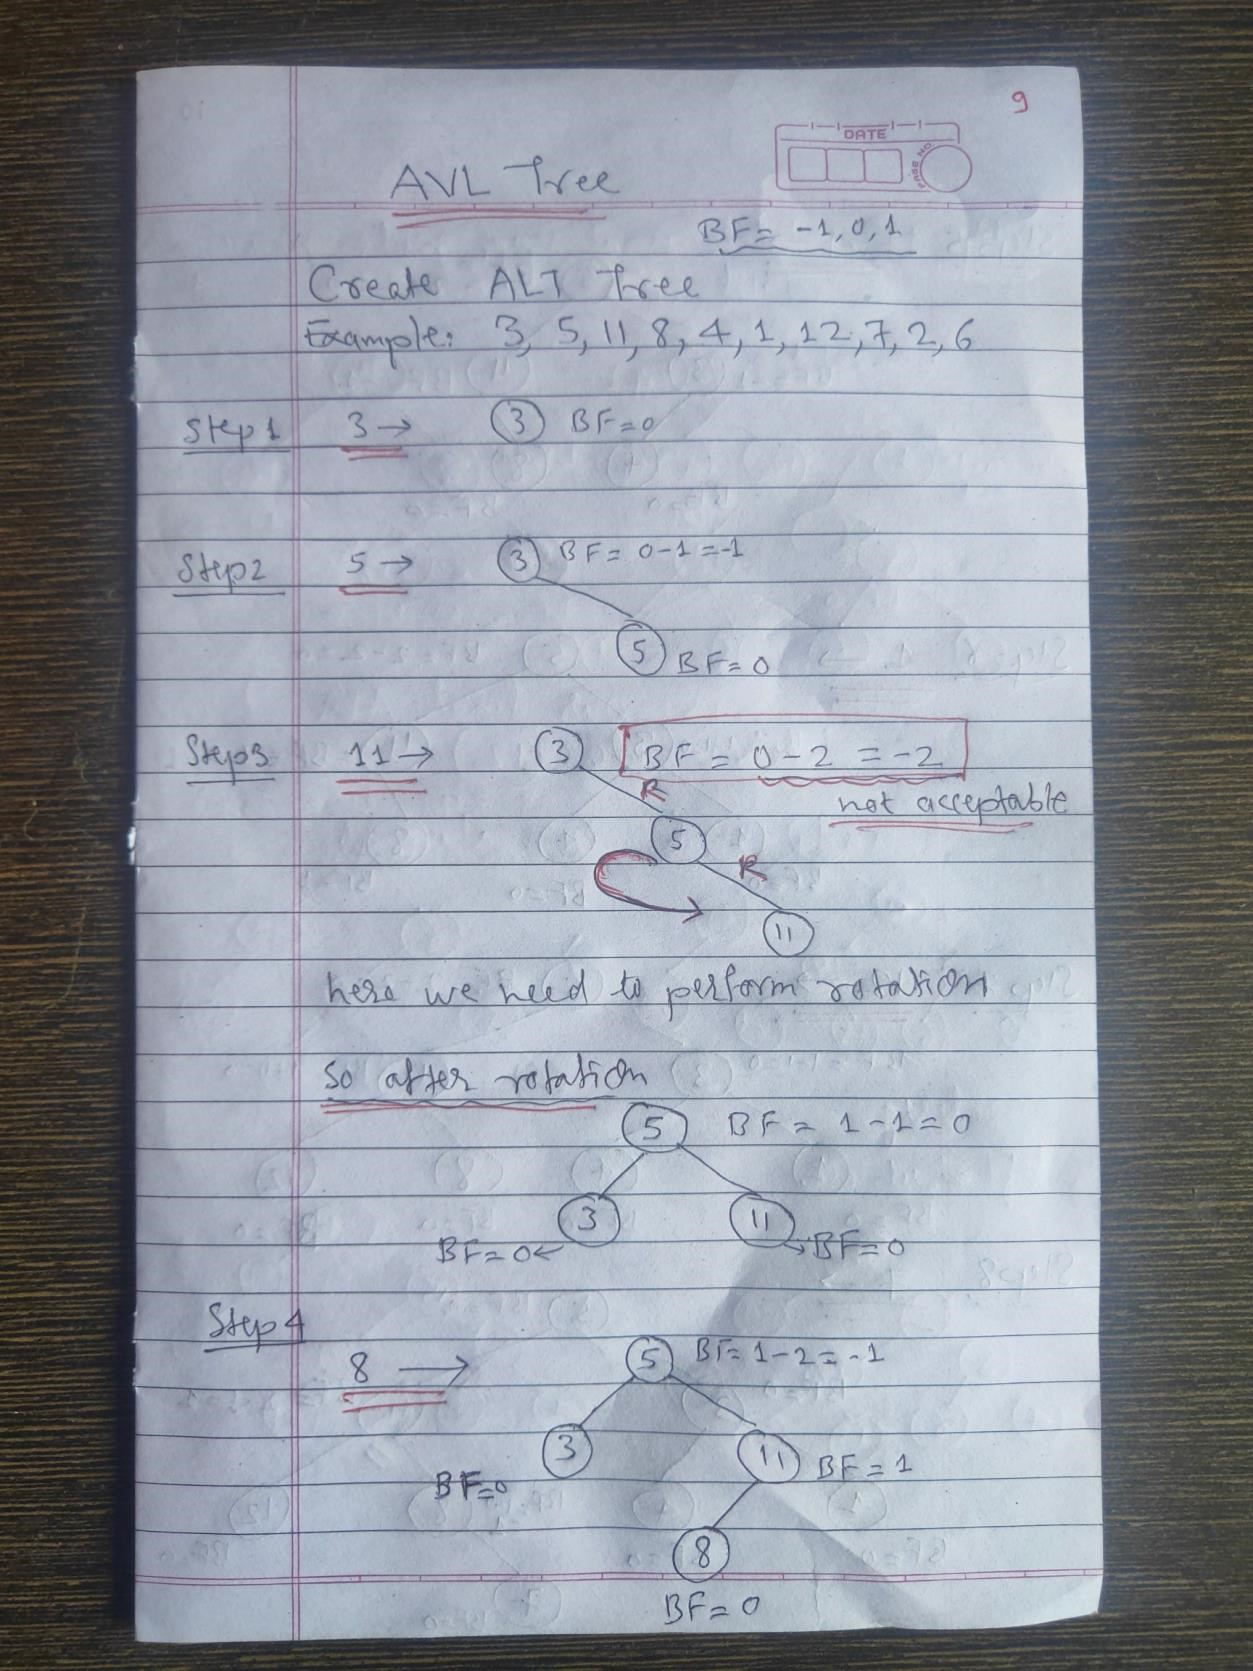 9
DATE
PAGE NO.
AVL Tree
BF = -1, 0, 1
Create ALT Tree
Example: 3, 5, 11, 8, 4, 1, 12, 7, 2, 6
Step 1 3 → 3 BF = 0
Step 2 5 → 3 BF = 0-1 = -1
5 BF = 0
Step 3 11 → 3 BF = 0 - 2 = -2
R not acceptable
5
R
11
here we need to perform rotation
So after rotation
5 BF = 1 - 1 = 0
3 11
BF = 0 ← → BF = 0
Step 4
8 → 5 BF = 1 - 2 = -1
3 11 BF = 1
BF = 0
8
BF = 0